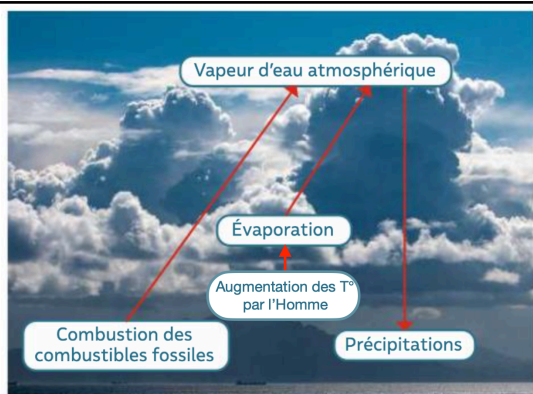 Vapeur d'eau atmosphérique
Évaporation
Augmentation des T°
par l'Homme
Combustion des
combustibles fossiles
Précipitations